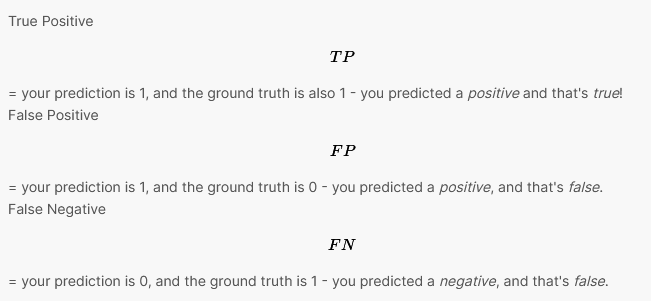 True Positive
TP
= your prediction is 1, and the ground truth is also 1 - you predicted a positive and that's true!
False Positive
FP
= your prediction is 1, and the ground truth is 0 - you predicted a positive, and that's false.
False Negative
FN
= your prediction is 0, and the ground truth is 1 - you predicted a negative, and that's false.